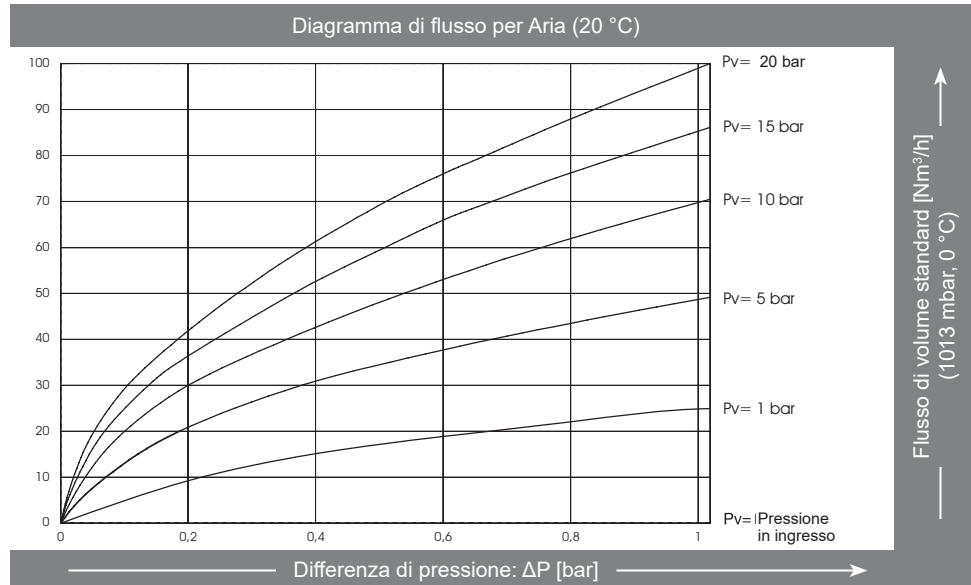 Diagramma di flusso per Aria (20 °C)
100
90
80
70
60
50
40
30
20
10
0
0
0,2
0,4
0,6
0,8
1
Pv= 20 bar
Pv= 15 bar
Pv= 10 bar
Pv= 5 bar
Pv= 1 bar
Pv= Pressione
in ingresso
Flusso di volume standard [Nm³/h]
(1013 mbar, 0 °C)
Differenza di pressione: ΔP [bar]